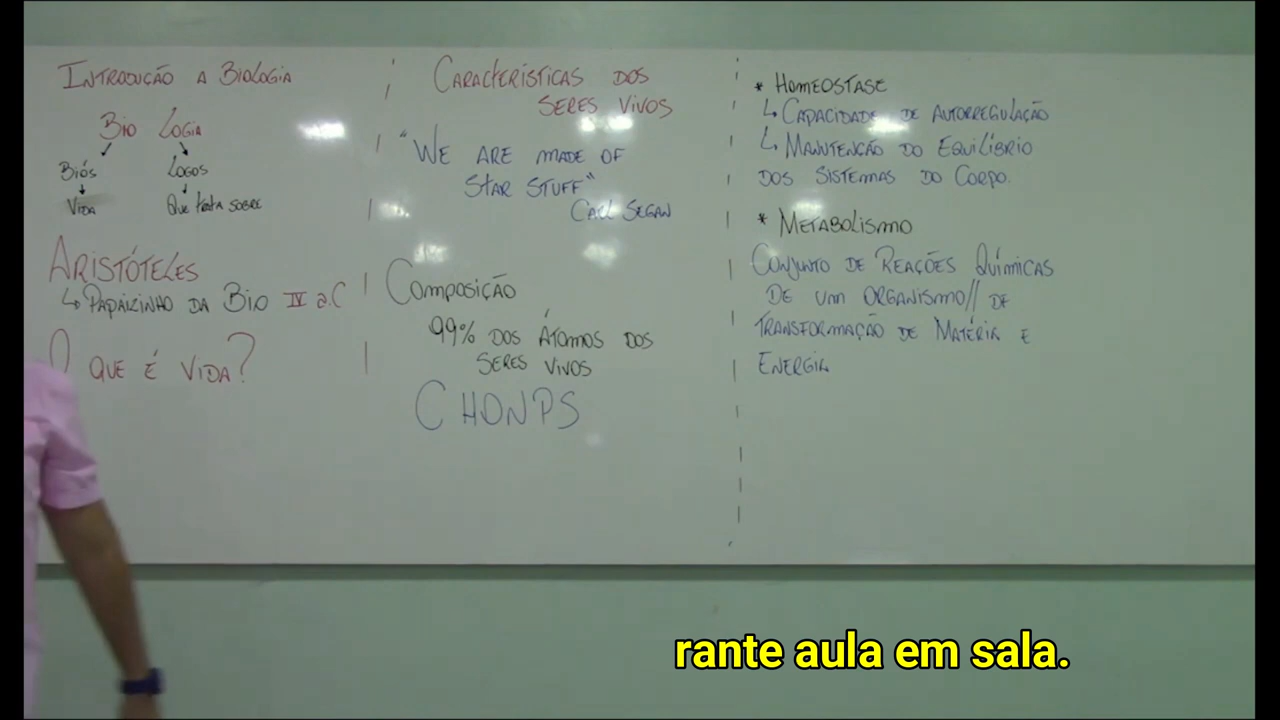 INTRODUÇÃO A BIOLOGIA
BIO LOGIA
BIÓS LOGOS
VIDA QUE TRATA SOBRE
ARISTÓTELES
↳ PAPAIZINHO DA BIO IV a.C
O QUE É VIDA?
CARACTERÍSTICAS DOS
SERES VIVOS
"WE ARE MADE OF
STAR STUFF"
CARL SEGAN
COMPOSIÇÃO
99% DOS ÁTOMOS DOS
SERES VIVOS
CHONPS
* HOMEOSTASE
↳ CAPACIDADE DE AUTORREGULAÇÃO
↳ MANUTENÇÃO DO EQUILÍBRIO
DOS SISTEMAS DO CORPO.
* METABOLISMO
CONJUNTO DE REAÇÕES QUÍMICAS
DE UM ORGANISMO// DE
TRANSFORMAÇÃO DE MATÉRIA E
ENERGIA
rante aula em sala.